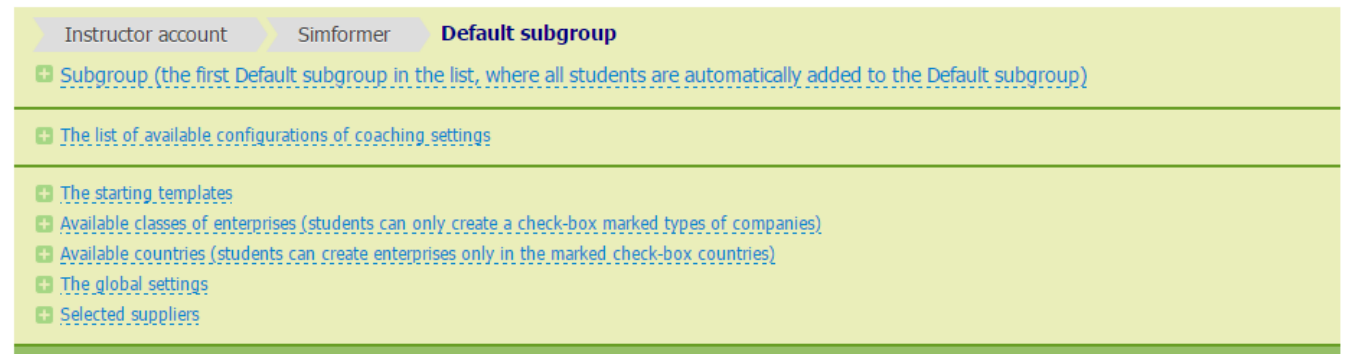 Instructor account Simformer Default subgroup
Subgroup (the first Default subgroup in the list, where all students are automatically added to the Default subgroup)
The list of available configurations of coaching settings
The starting templates
Available classes of enterprises (students can only create a check-box marked types of companies)
Available countries (students can create enterprises only in the marked check-box countries)
The global settings
Selected suppliers